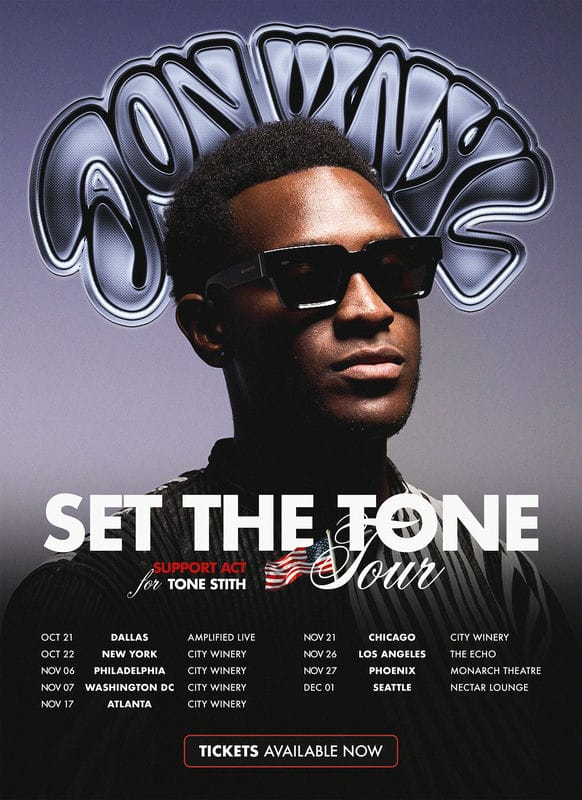 JON VINYL
SET THE TONE
Tour
SUPPORT ACT
for TONE STITH
OCT 21 DALLAS AMPLIFIED LIVE
OCT 22 NEW YORK CITY WINERY
NOV 06 PHILADELPHIA CITY WINERY
NOV 07 WASHINGTON DC CITY WINERY
NOV 17 ATLANTA CITY WINERY
NOV 21 CHICAGO CITY WINERY
NOV 26 LOS ANGELES THE ECHO
NOV 27 PHOENIX MONARCH THEATRE
DEC 01 SEATTLE NECTAR LOUNGE
TICKETS AVAILABLE NOW